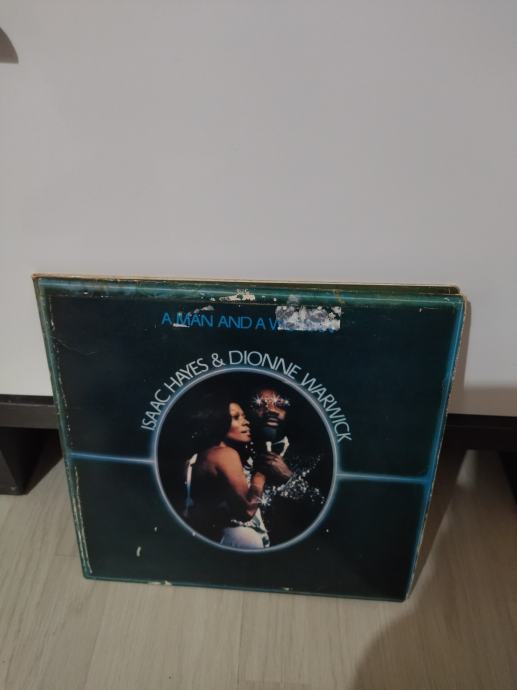 A MAN AND A
ISAAC HAYES & DIONNE WARWICK